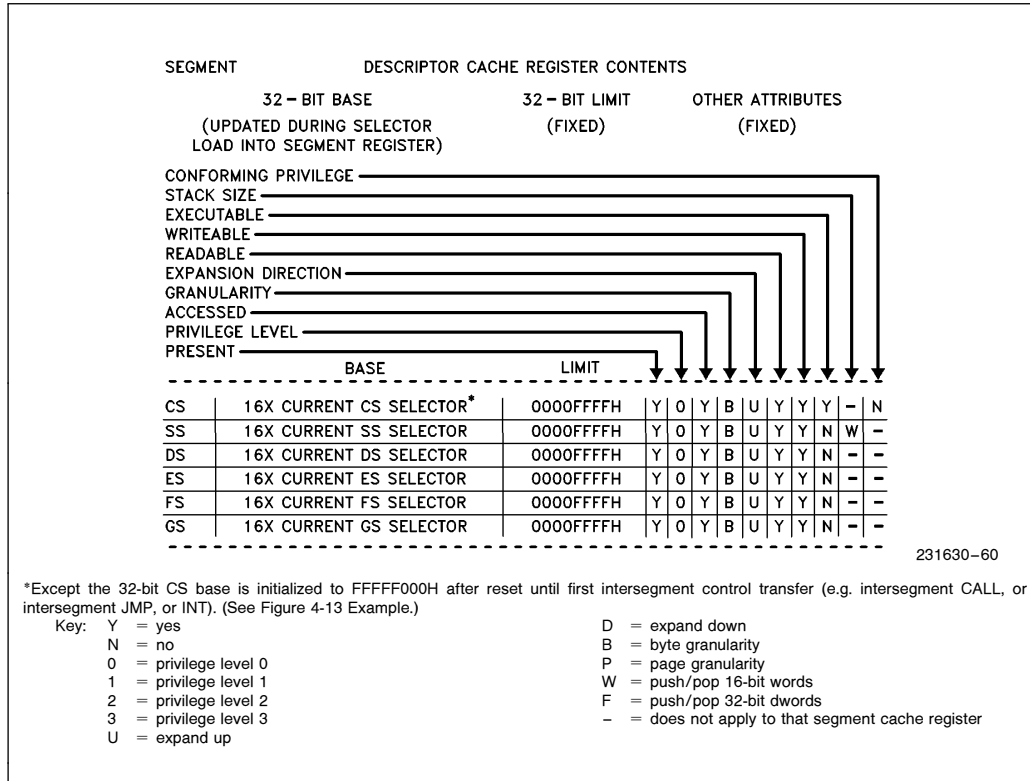 SEGMENT DESCRIPTOR CACHE REGISTER CONTENTS
32 – BIT BASE 32 – BIT LIMIT OTHER ATTRIBUTES
(UPDATED DURING SELECTOR (FIXED) (FIXED)
LOAD INTO SEGMENT REGISTER)
CONFORMING PRIVILEGE
STACK SIZE
EXECUTABLE
WRITEABLE
READABLE
EXPANSION DIRECTION
GRANULARITY
ACCESSED
PRIVILEGE LEVEL
PRESENT
BASE LIMIT
CS 16X CURRENT CS SELECTOR* 0000FFFFH Y 0 Y B U Y Y Y – N
SS 16X CURRENT SS SELECTOR 0000FFFFH Y 0 Y B U Y Y N W –
DS 16X CURRENT DS SELECTOR 0000FFFFH Y 0 Y B U Y Y N – –
ES 16X CURRENT ES SELECTOR 0000FFFFH Y 0 Y B U Y Y N – –
FS 16X CURRENT FS SELECTOR 0000FFFFH Y 0 Y B U Y Y N – –
GS 16X CURRENT GS SELECTOR 0000FFFFH Y 0 Y B U Y Y N – –
231630–60
*Except the 32-bit CS base is initialized to FFFFF000H after reset until first intersegment control transfer (e.g. intersegment CALL, or
intersegment JMP, or INT). (See Figure 4-13 Example.)
Key: Y = yes
N = no
0 = privilege level 0
1 = privilege level 1
2 = privilege level 2
3 = privilege level 3
U = expand up
D = expand down
B = byte granularity
P = page granularity
W = push/pop 16-bit words
F = push/pop 32-bit dwords
– = does not apply to that segment cache register